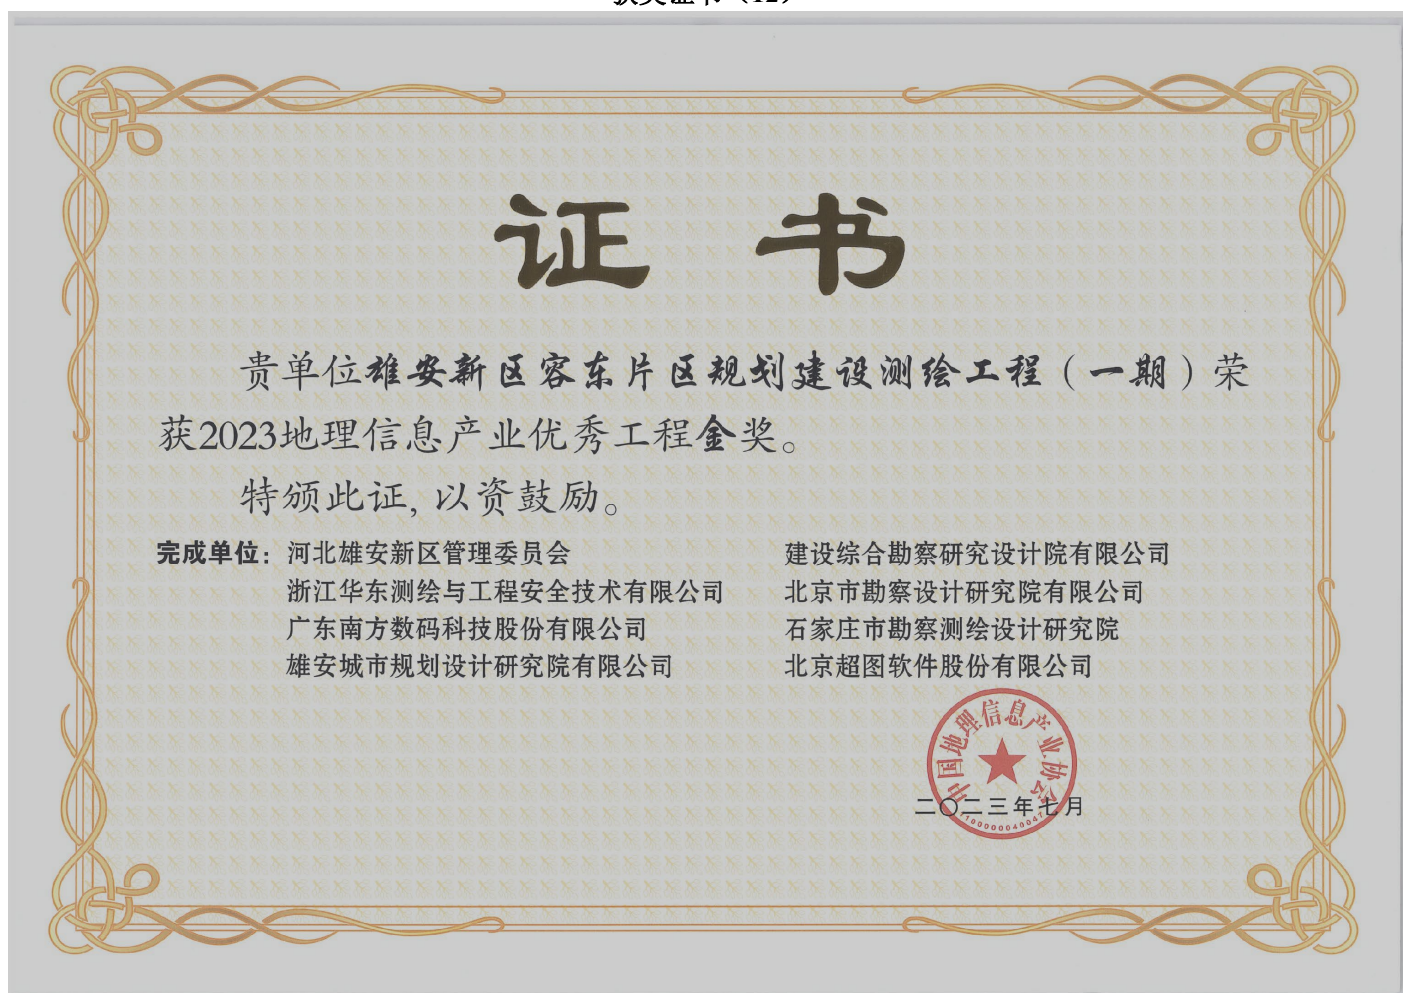 获奖证书（12）
证 书
贵单位雄安新区容东片区规划建设测绘工程（一期）荣
获2023地理信息产业优秀工程金奖。
特颁此证, 以资鼓励。
完成单位：河北雄安新区管理委员会 建设综合勘察研究设计院有限公司
浙江华东测绘与工程安全技术有限公司 北京市勘察设计研究院有限公司
广东南方数码科技股份有限公司 石家庄市勘察测绘设计研究院
雄安城市规划设计研究院有限公司 北京超图软件股份有限公司
中国地理信息产业协会
二〇二三年七月